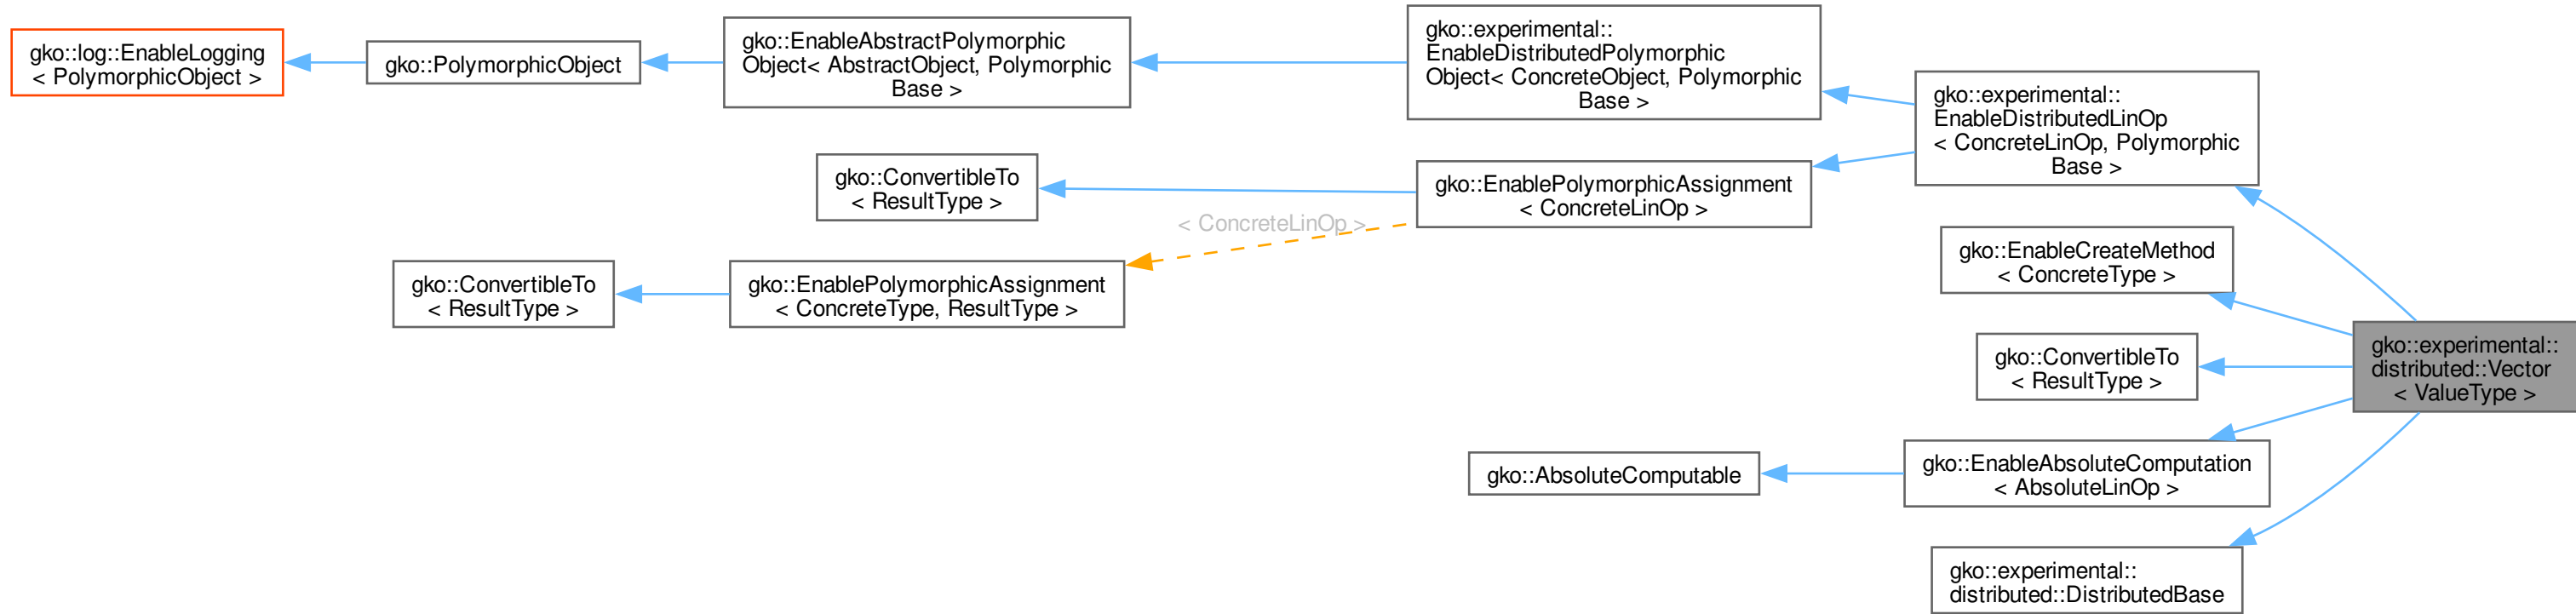 gko::log::EnableLogging
< PolymorphicObject >
gko::PolymorphicObject
gko::EnableAbstractPolymorphic
Object< AbstractObject, Polymorphic
Base >
gko::experimental::
EnableDistributedPolymorphic
Object< ConcreteObject, Polymorphic
Base >
gko::experimental::
EnableDistributedLinOp
< ConcreteLinOp, Polymorphic
Base >
gko::ConvertibleTo
< ResultType >
gko::EnablePolymorphicAssignment
< ConcreteLinOp >
< ConcreteLinOp >
gko::ConvertibleTo
< ResultType >
gko::EnablePolymorphicAssignment
< ConcreteType, ResultType >
gko::EnableCreateMethod
< ConcreteType >
gko::ConvertibleTo
< ResultType >
gko::experimental::
distributed::Vector
< ValueType >
gko::AbsoluteComputable
gko::EnableAbsoluteComputation
< AbsoluteLinOp >
gko::experimental::
distributed::DistributedBase